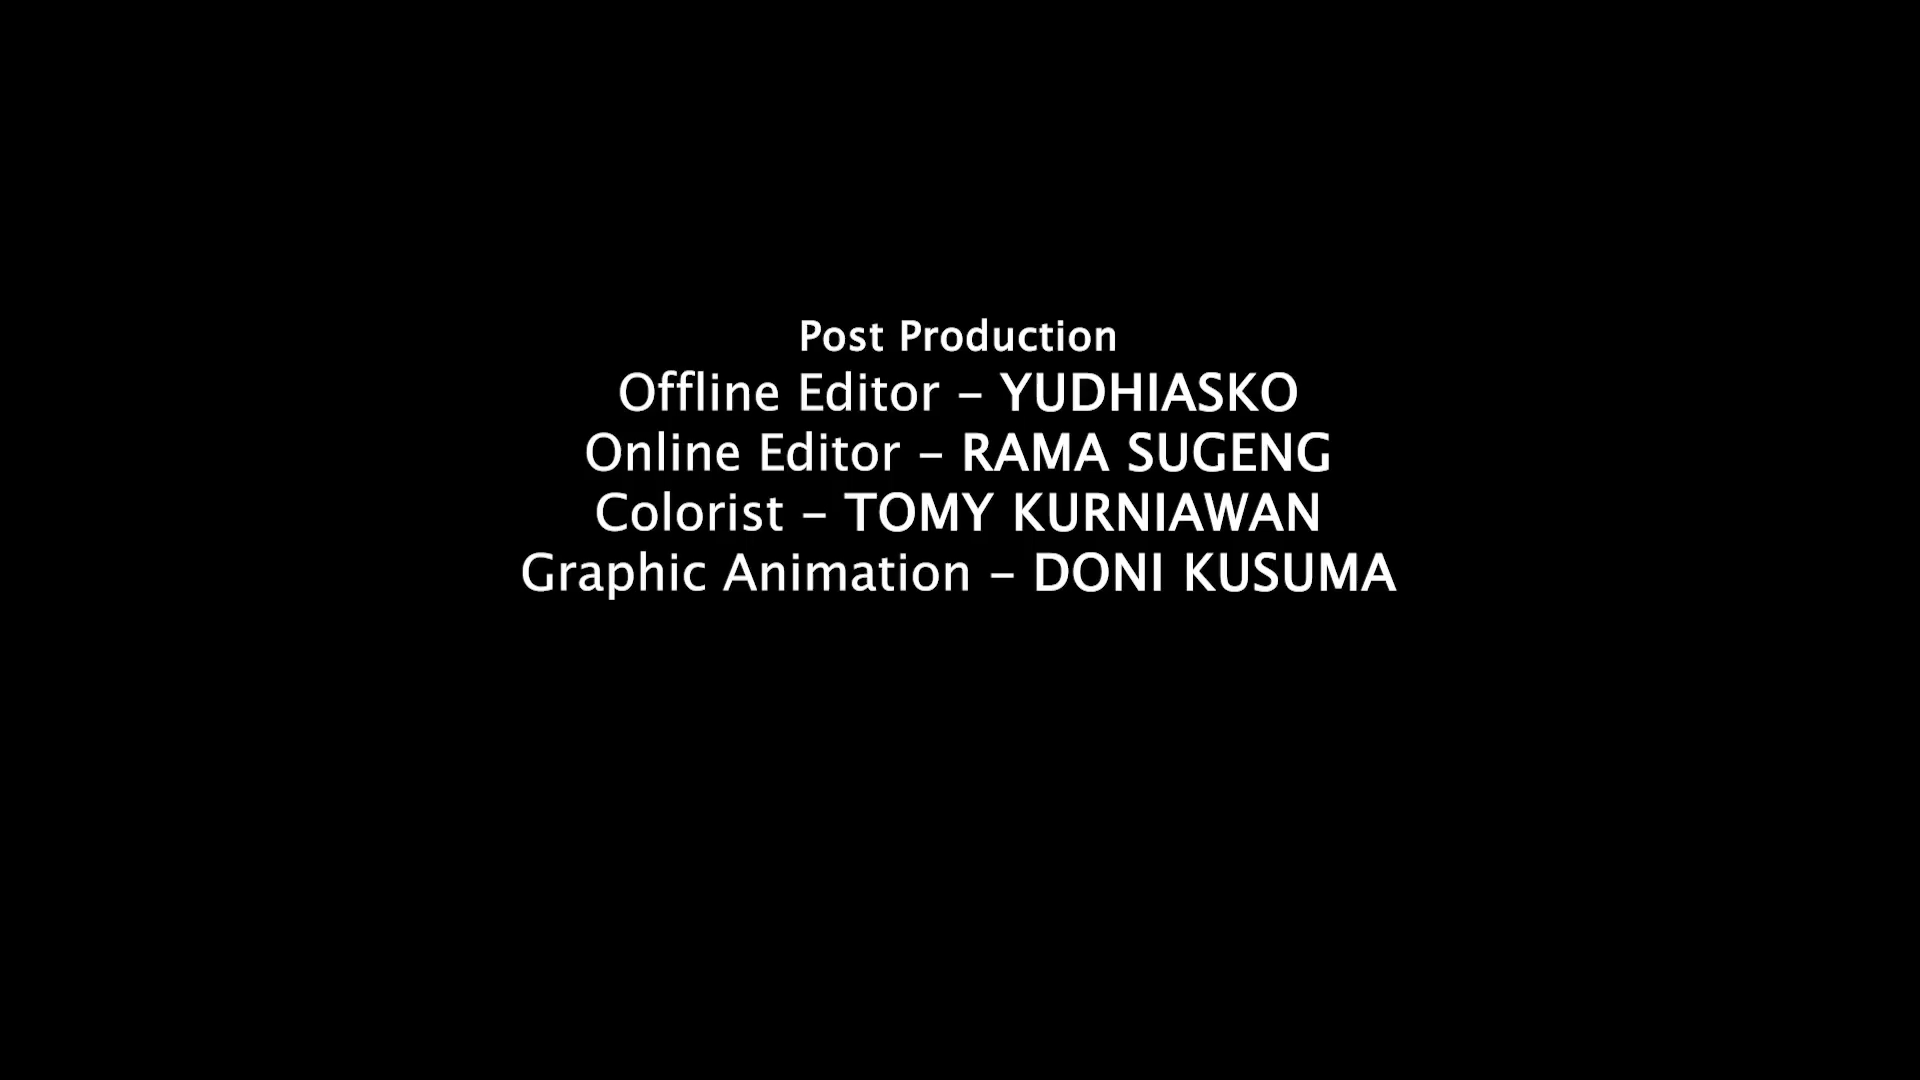 Post Production
Offline Editor – YUDHIASKO
Online Editor – RAMA SUGENG
Colorist – TOMY KURNIAWAN
Graphic Animation – DONI KUSUMA